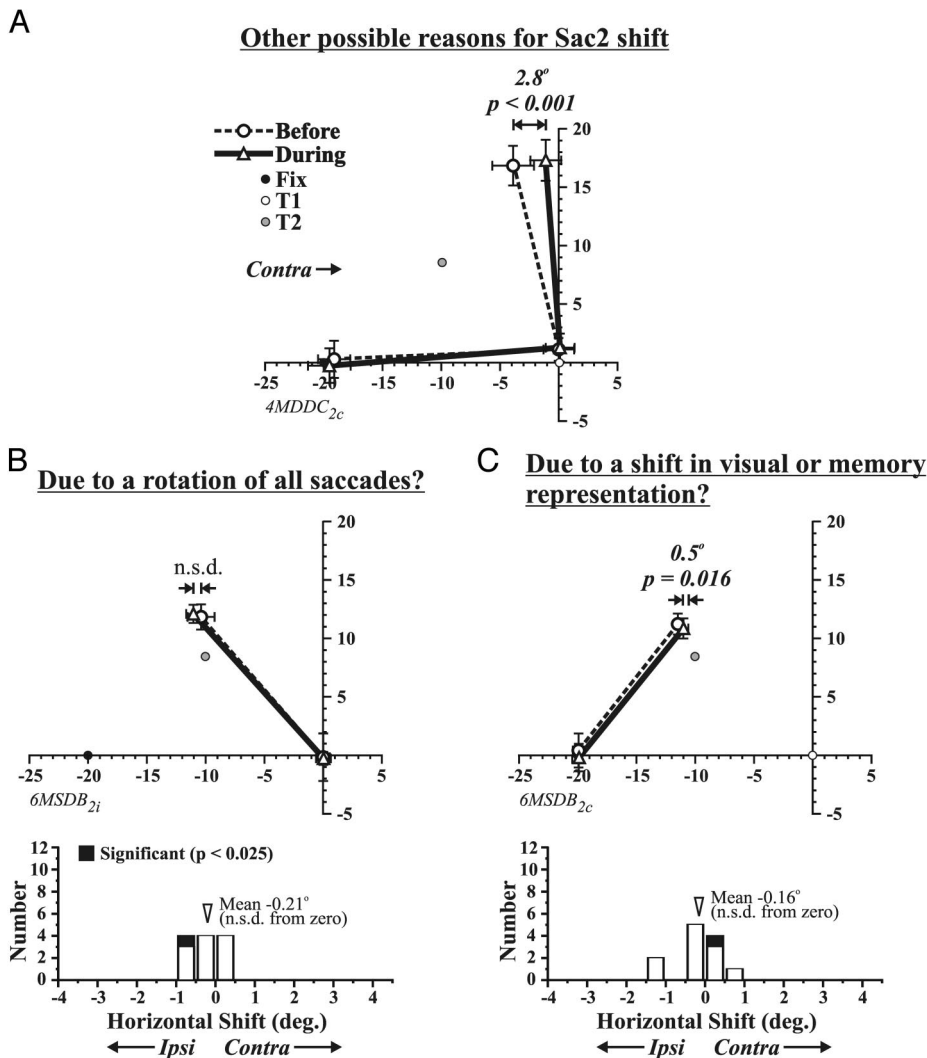 A
Other possible reasons for Sac2 shift
2.8°
p < 0.001
Before
During
Fix
T1
T2
Contra
20
15
10
5
-25 -20 -15 -10 -5 0 5
-5
4MDDC2c
B
Due to a rotation of all saccades?
n.s.d.
20
15
10
5
-25 -20 -15 -10 -5 0 5
-5
6MSDB2i
Significant (p < 0.025)
Mean -0.21°
(n.s.d. from zero)
Number
12
10
8
6
4
2
0
-4 -3 -2 -1 0 1 2 3 4
Horizontal Shift (deg.)
Ipsi Contra
C
Due to a shift in visual or memory
representation?
0.5°
p = 0.016
20
15
10
5
-25 -20 -15 -10 -5 0 5
-5
6MSDB2c
Mean -0.16°
(n.s.d. from zero)
Number
12
10
8
6
4
2
0
-4 -3 -2 -1 0 1 2 3 4
Horizontal Shift (deg.)
Ipsi Contra